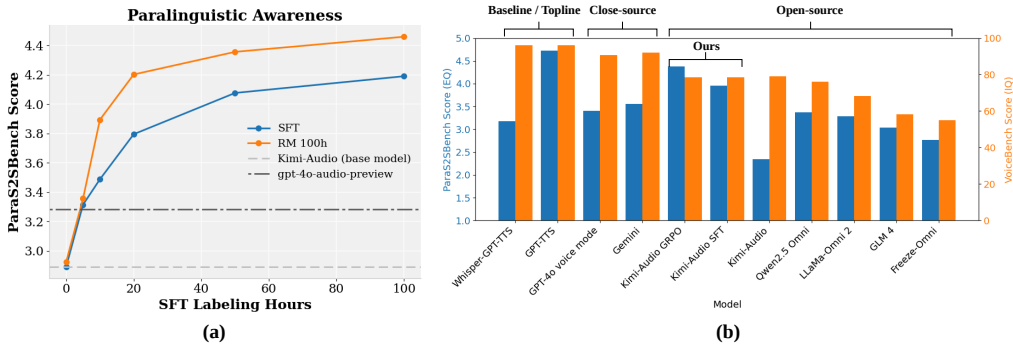 Paralinguistic Awareness
ParaS2SBench Score
4.4
4.2
4.0
3.8
3.6
3.4
3.2
3.0
SFT
RM 100h
Kimi-Audio (base model)
gpt-4o-audio-preview
0
20
40
60
80
100
SFT Labeling Hours
(a)
Baseline / Topline
Close-source
Open-source
Ours
ParaS2SBench Score (EQ)
5.0
4.5
4.0
3.5
3.0
2.5
2.0
1.5
1.0
100
80
60
40
20
0
VoiceBench Score (IQ)
Whisper-GPT-TTS
GPT-TTS
GPT-4o voice mode
Gemini
Kimi-Audio GRPO
Kimi-Audio SFT
Kimi-Audio
Qwen2.5 Omni
LLaMa-Omni 2
GLM 4
Freeze-Omni
Model
(b)